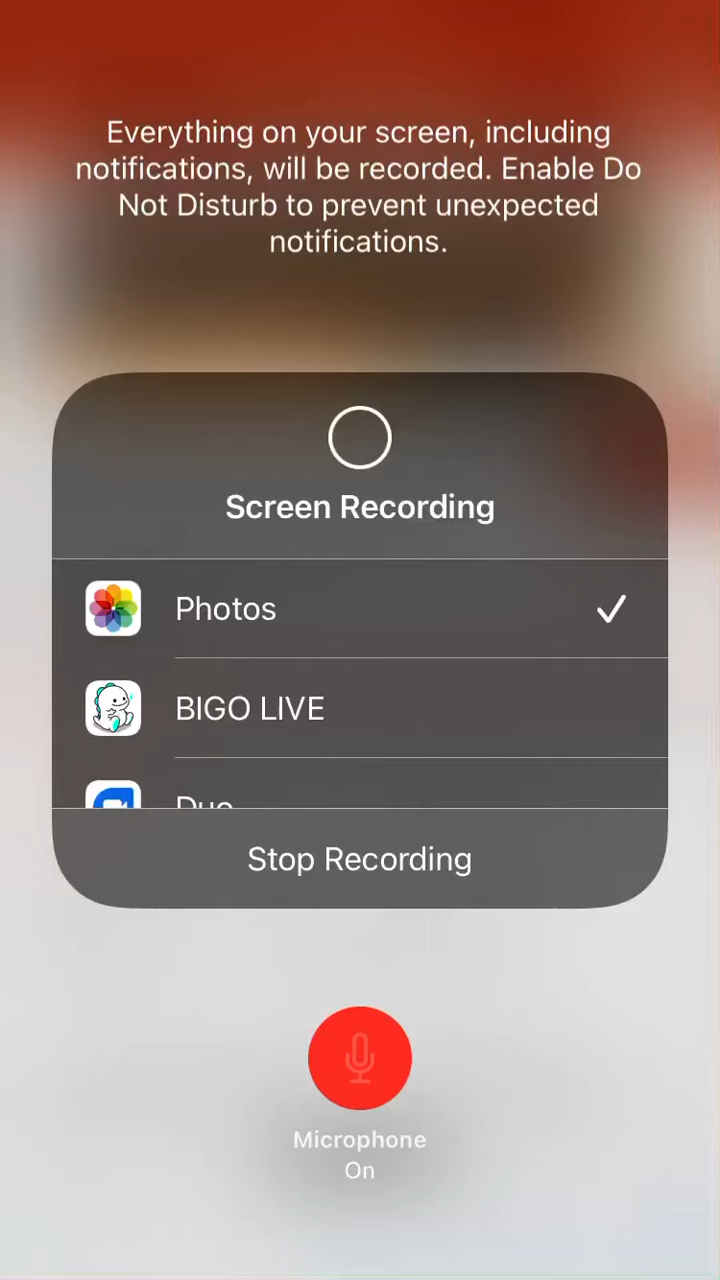 Everything on your screen, including
notifications, will be recorded. Enable Do
Not Disturb to prevent unexpected
notifications.
Screen Recording
Photos
BIGO LIVE
Duo
Stop Recording
Microphone
On